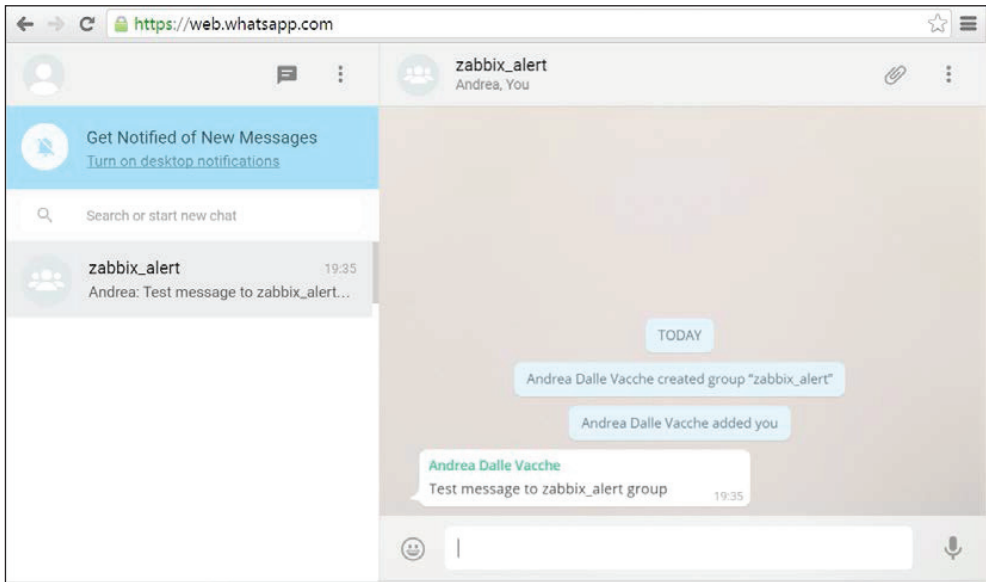 https://web.whatsapp.com
zabbix_alert
Andrea, You
Get Notified of New Messages
Turn on desktop notifications
Search or start new chat
zabbix_alert
19:35
Andrea: Test message to zabbix_alert...
TODAY
Andrea Dalle Vacche created group “zabbix_alert”
Andrea Dalle Vacche added you
Andrea Dalle Vacche
Test message to zabbix_alert group
19:35